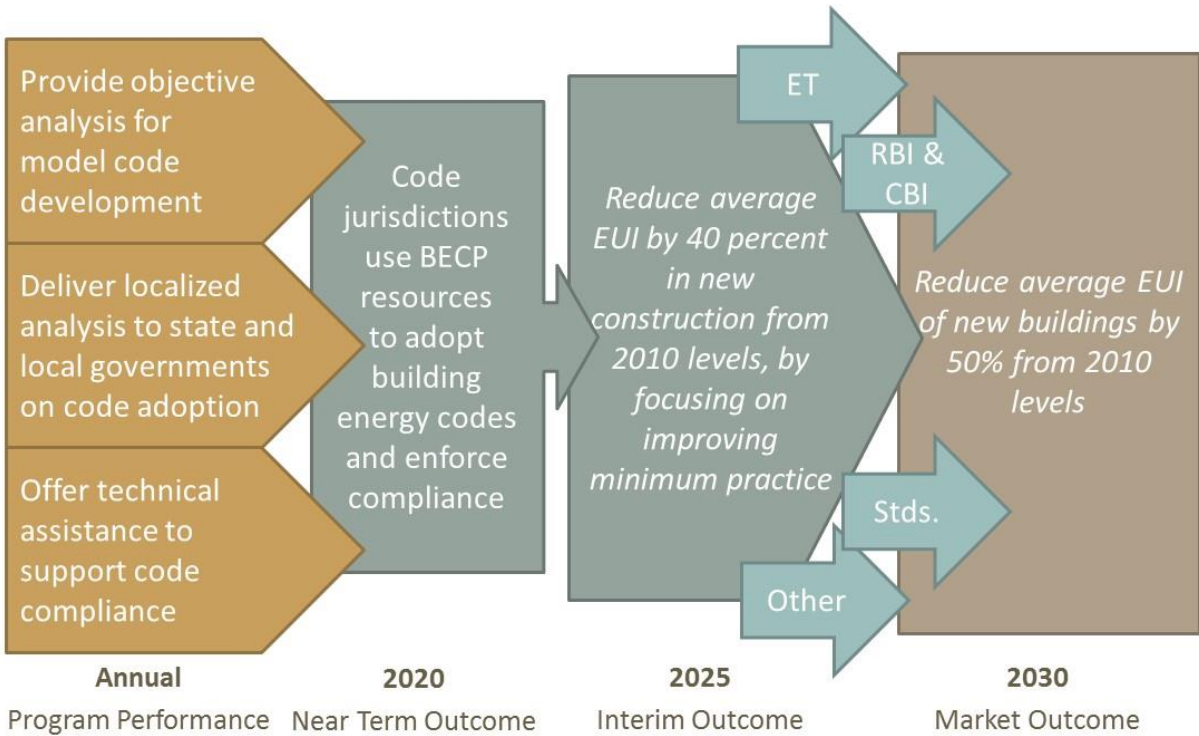 Provide objective
analysis for
model code
development
Deliver localized
analysis to state and
local governments
on code adoption
Offer technical
assistance to
support code
compliance
Code
jurisdictions
use BECP
resources
to adopt
building
energy codes
and enforce
compliance
Reduce average
EUI by 40 percent
in new
construction from
2010 levels, by
focusing on
improving
minimum practice
ET
RBI &
CBI
Stds.
Other
Reduce average EUI
of new buildings by
50% from 2010
levels
Annual
Program Performance
2020
Near Term Outcome
2025
Interim Outcome
2030
Market Outcome